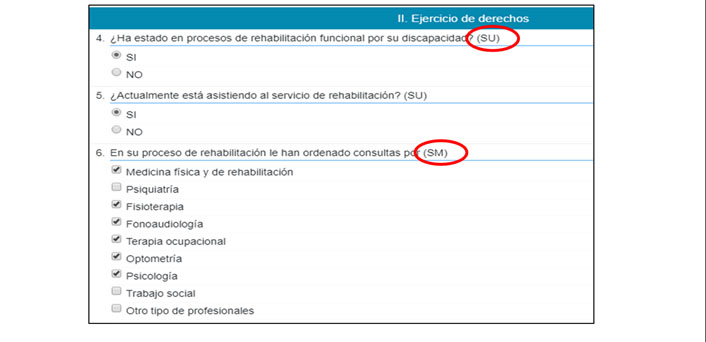 II. Ejercicio de derechos
4. ¿Ha estado en procesos de rehabilitación funcional por su discapacidad? (SU)
SI
NO
5. ¿Actualmente está asistiendo al servicio de rehabilitación? (SU)
SI
NO
6. En su proceso de rehabilitación le han ordenado consultas por (SM)
Medicina física y de rehabilitación
Psiquiatría
Fisioterapia
Fonoaudiología
Terapia ocupacional
Optometría
Psicología
Trabajo social
Otro tipo de profesionales